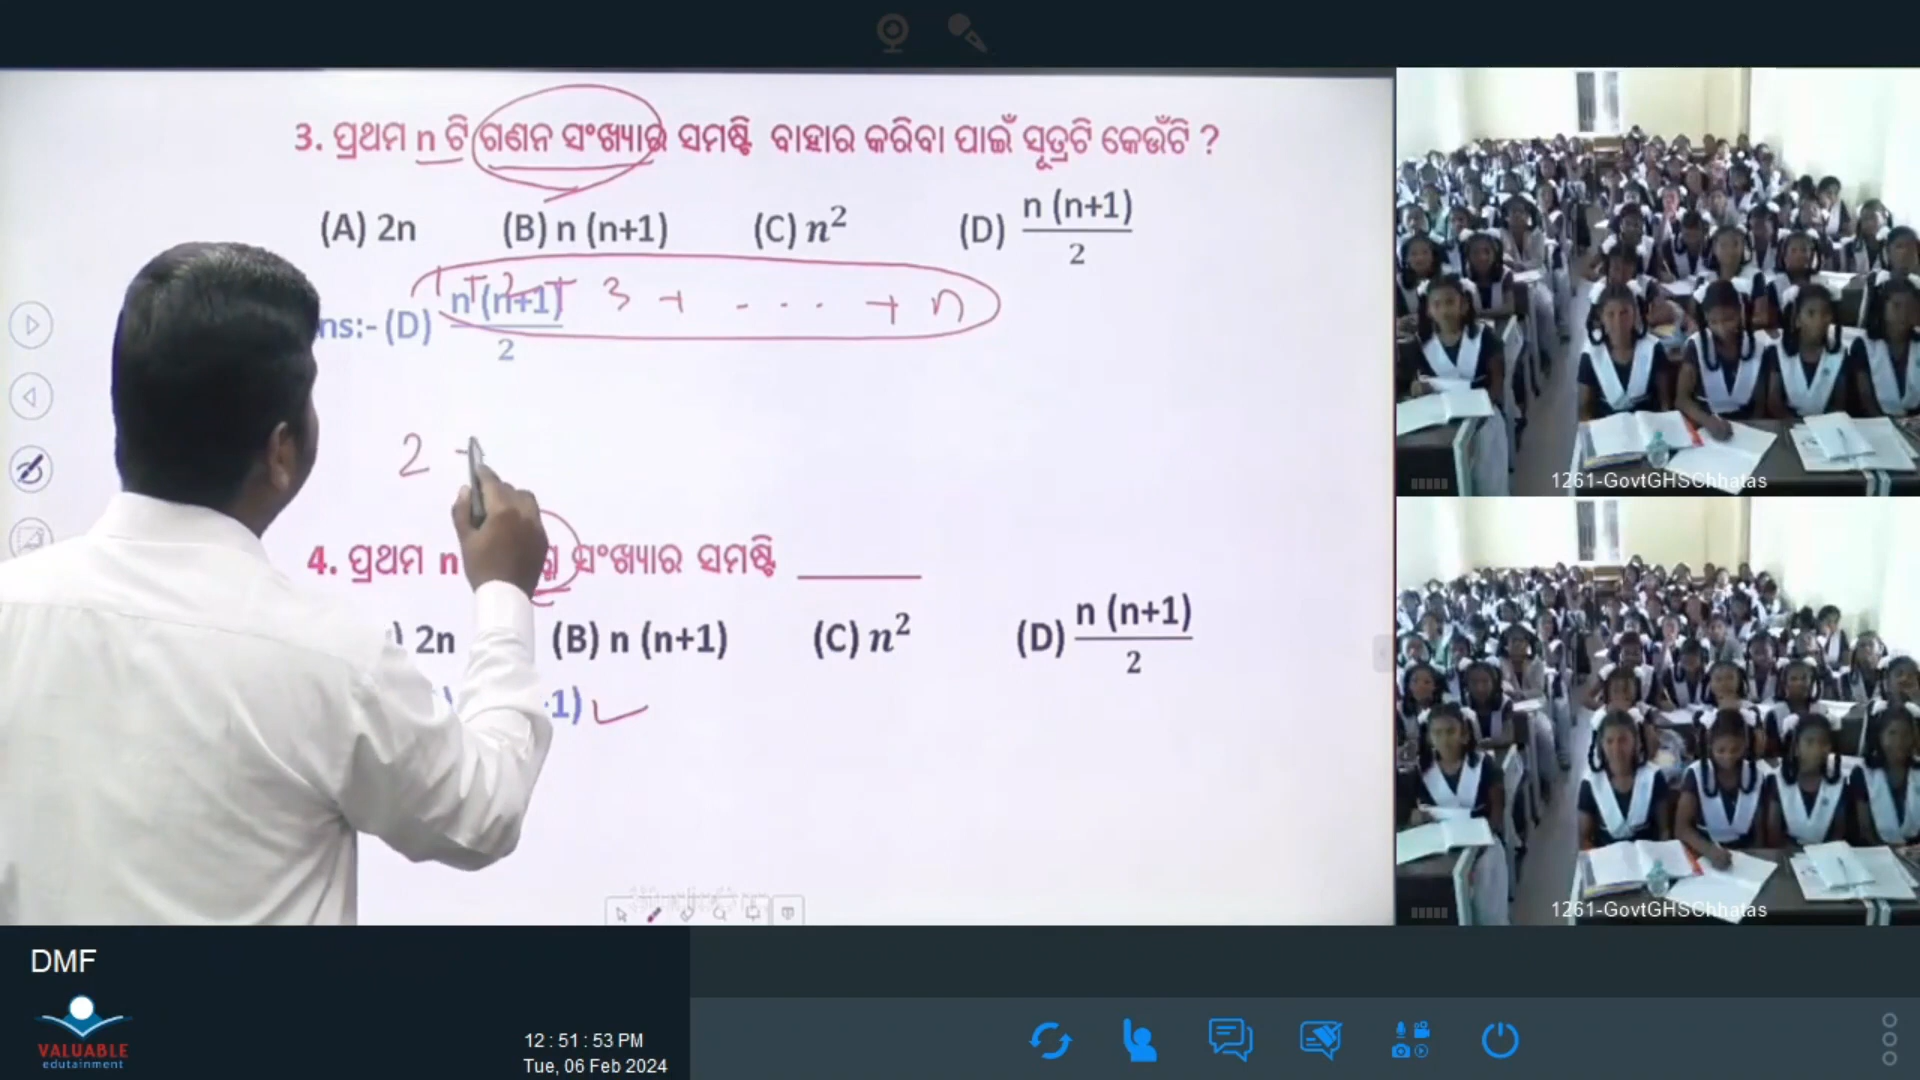 3. ପ୍ରଥମ n ଟି ଗଣନ ସଂଖ୍ୟାର ସମଷ୍ଟି ବାହାର କରିବା ପାଇଁ ସୂତ୍ରଟି କେଉଁଟି ?
(A) 2n (B) n (n+1) (C) n² (D) n (n+1) / 2
1 + 2 + 3 + - . . . + n
ns:- (D) n (n+1) / 2
2 +
4. ପ୍ରଥମ n ସଂଖ୍ୟାର ସମଷ୍ଟି ________
) 2n (B) n (n+1) (C) n² (D) n (n+1) / 2
1) ✓
1261-GovtGHSChhatas
1261-GovtGHSChhatas
DMF
VALUABLE
edutainment
12 : 51 : 53 PM
Tue, 06 Feb 2024